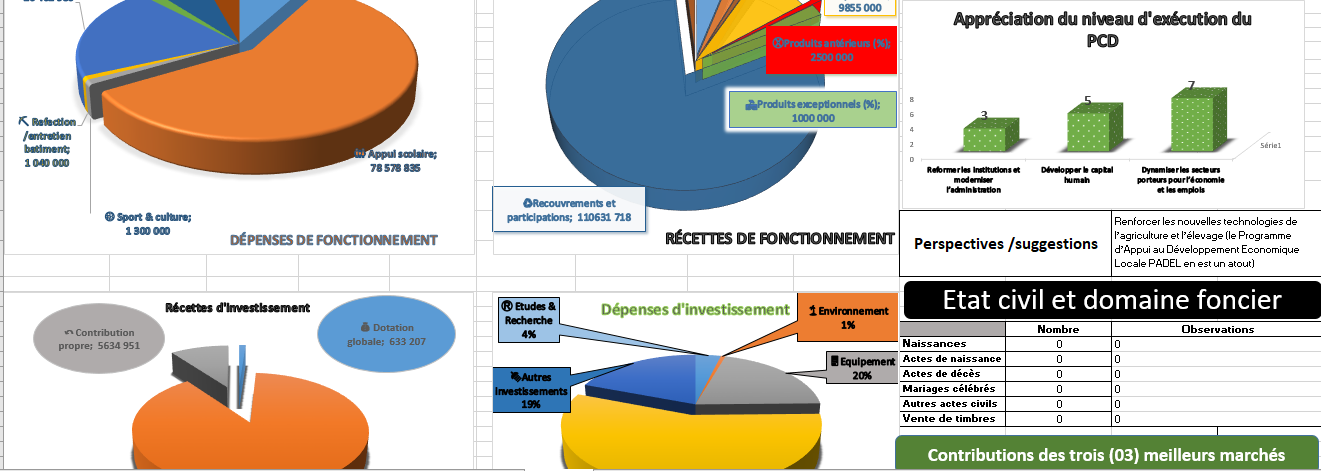 Réfection
/entretien
batiment;
1 040 000
Appui scolaire;
78 578 835
Sport & culture;
1 300 000
DÉPENSES DE FONCTIONNEMENT
9855 000
Produits antérieurs (%);
2500 000
Produits exceptionnels (%);
1000 000
Recouvrements et
participations; 110631 718
RÉCETTES DE FONCTIONNEMENT
Appréciation du niveau d'exécution du
PCD
8
6
4
2
0
3
5
7
Reformer les institutions et
moderniser
l'administration
Développer le capital
humain
Dynamiser les secteurs
porteurs pour l'économie
et les emplois
Série1
Perspectives /suggestions
Renforcer les nouvelles technologies de
l'agriculture et l'élevage (le Programme
d'Appui au Développement Economique
Locale PADEL en est un atout)
Récettes d'investissement
Contribution
propre; 5634 951
Dotation
globale; 633 207
Dépenses d'investissement
Etudes &
Recherche
4%
Environnement
1%
Equipement
20%
Autres
investissements
19%
Etat civil et domaine foncier
Nombre Observations
Naissances 0 0
Actes de naissance 0 0
Actes de décès 0 0
Mariages célébrés 0 0
Autres actes civils 0 0
Vente de timbres 0 0
Contributions des trois (03) meilleurs marchés